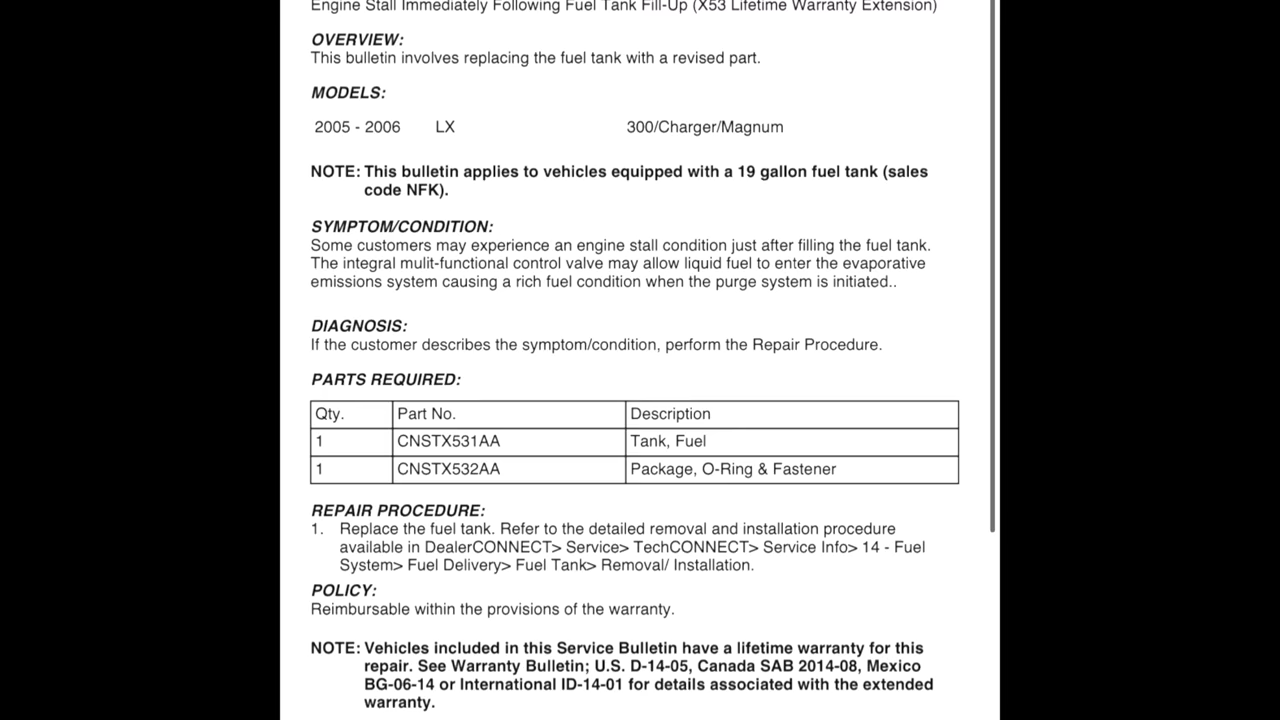 Engine Stall Immediately Following Fuel Tank Fill-Up (X53 Lifetime Warranty Extension)
OVERVIEW:
This bulletin involves replacing the fuel tank with a revised part.
MODELS:
2005 - 2006 LX 300/Charger/Magnum
NOTE: This bulletin applies to vehicles equipped with a 19 gallon fuel tank (sales
code NFK).
SYMPTOM/CONDITION:
Some customers may experience an engine stall condition just after filling the fuel tank.
The integral mulit-functional control valve may allow liquid fuel to enter the evaporative
emissions system causing a rich fuel condition when the purge system is initiated..
DIAGNOSIS:
If the customer describes the symptom/condition, perform the Repair Procedure.
PARTS REQUIRED:
Qty. Part No. Description
1 CNSTX531AA Tank, Fuel
1 CNSTX532AA Package, O-Ring & Fastener
REPAIR PROCEDURE:
1. Replace the fuel tank. Refer to the detailed removal and installation procedure
available in DealerCONNECT> Service> TechCONNECT> Service Info> 14 - Fuel
System> Fuel Delivery> Fuel Tank> Removal/ Installation.
POLICY:
Reimbursable within the provisions of the warranty.
NOTE: Vehicles included in this Service Bulletin have a lifetime warranty for this
repair. See Warranty Bulletin; U.S. D-14-05, Canada SAB 2014-08, Mexico
BG-06-14 or International ID-14-01 for details associated with the extended
warranty.